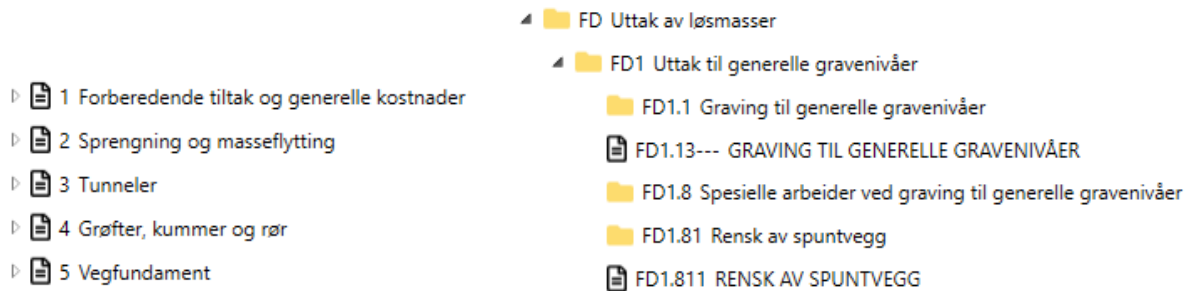 1 Forberedende tiltak og generelle kostnader
2 Sprengning og masseflytting
3 Tunneler
4 Grøfter, kummer og rør
5 Vegfundament
FD Uttak av løsmasser
FD1 Uttak til generelle gravenivåer
FD1.1 Graving til generelle gravenivåer
FD1.13--- GRAVING TIL GENERELLE GRAVENIVÅER
FD1.8 Spesielle arbeider ved graving til generelle gravenivåer
FD1.81 Rensk av spuntvegg
FD1.811 RENSK AV SPUNTVEGG